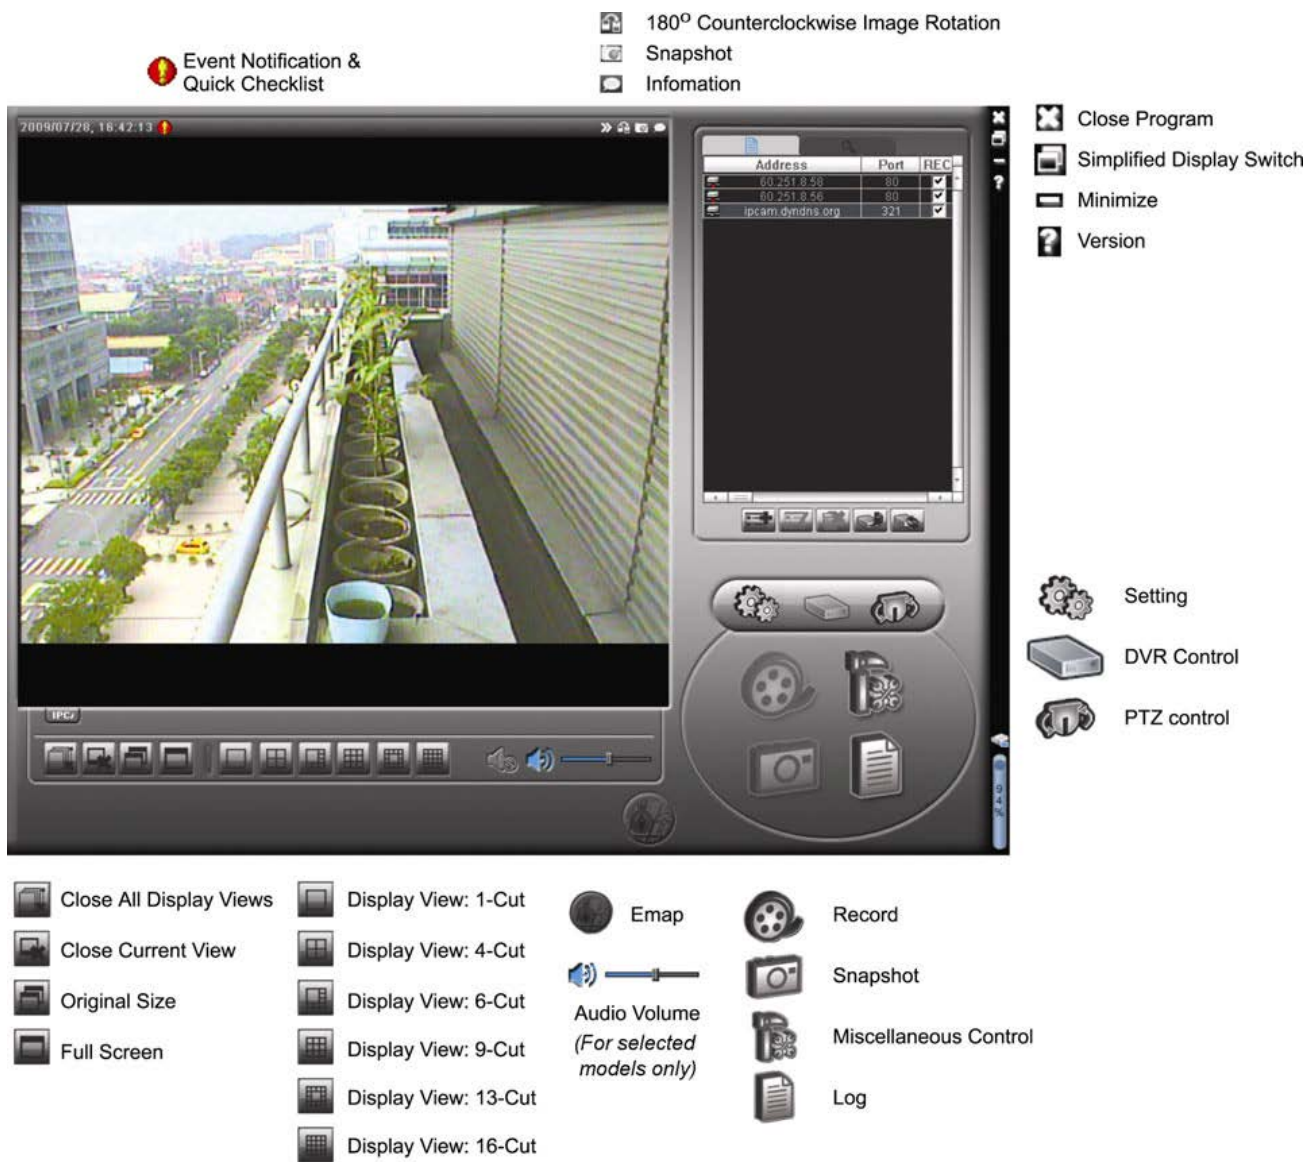 180° Counterclockwise Image Rotation
Snapshot
Infomation
Event Notification &
Quick Checklist
2009/07/28, 16:42:13
Address Port REC
60.251.8.58 80
60.251.8.56 80
ipcam.dyndns.org 321
Close Program
Simplified Display Switch
Minimize
Version
Setting
DVR Control
PTZ control
94%
Close All Display Views
Close Current View
Original Size
Full Screen
Display View: 1-Cut
Display View: 4-Cut
Display View: 6-Cut
Display View: 9-Cut
Display View: 13-Cut
Display View: 16-Cut
Emap
Audio Volume
(For selected
models only)
Record
Snapshot
Miscellaneous Control
Log